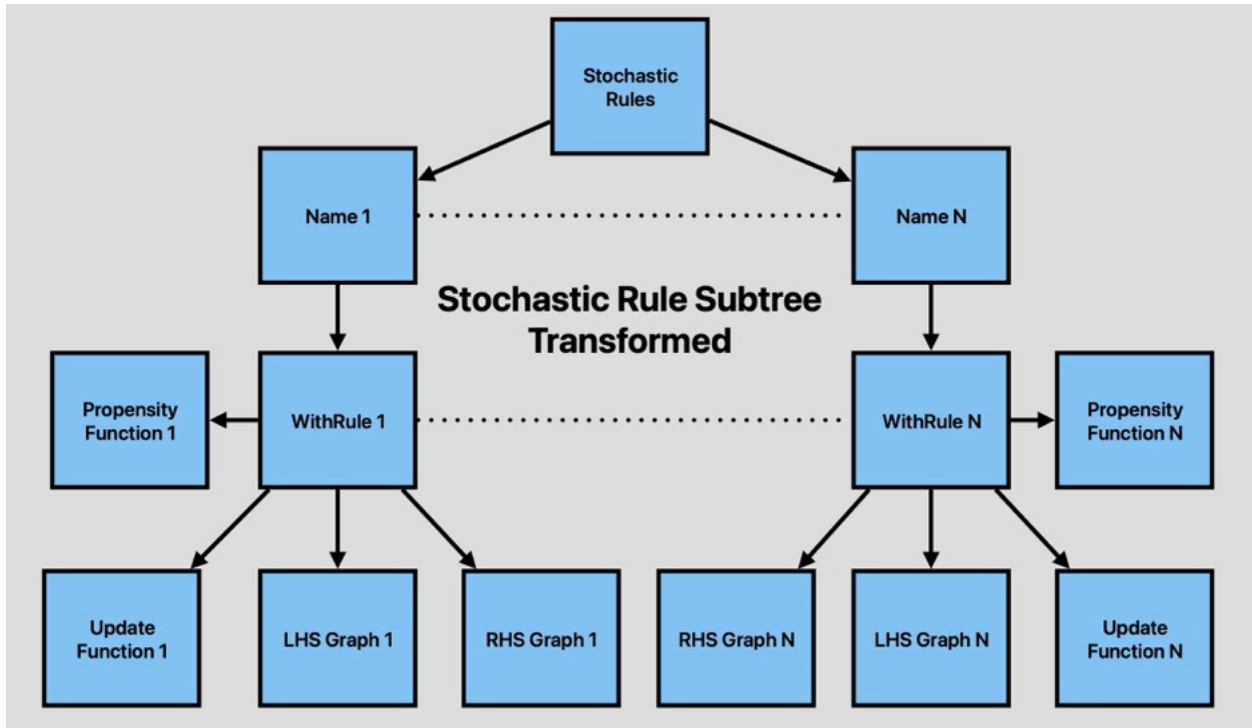 Stochastic
Rules
Name 1
Name N
Stochastic Rule Subtree
Transformed
Propensity
Function 1
WithRule 1
WithRule N
Propensity
Function N
Update
Function 1
LHS Graph 1
RHS Graph 1
RHS Graph N
LHS Graph N
Update
Function N